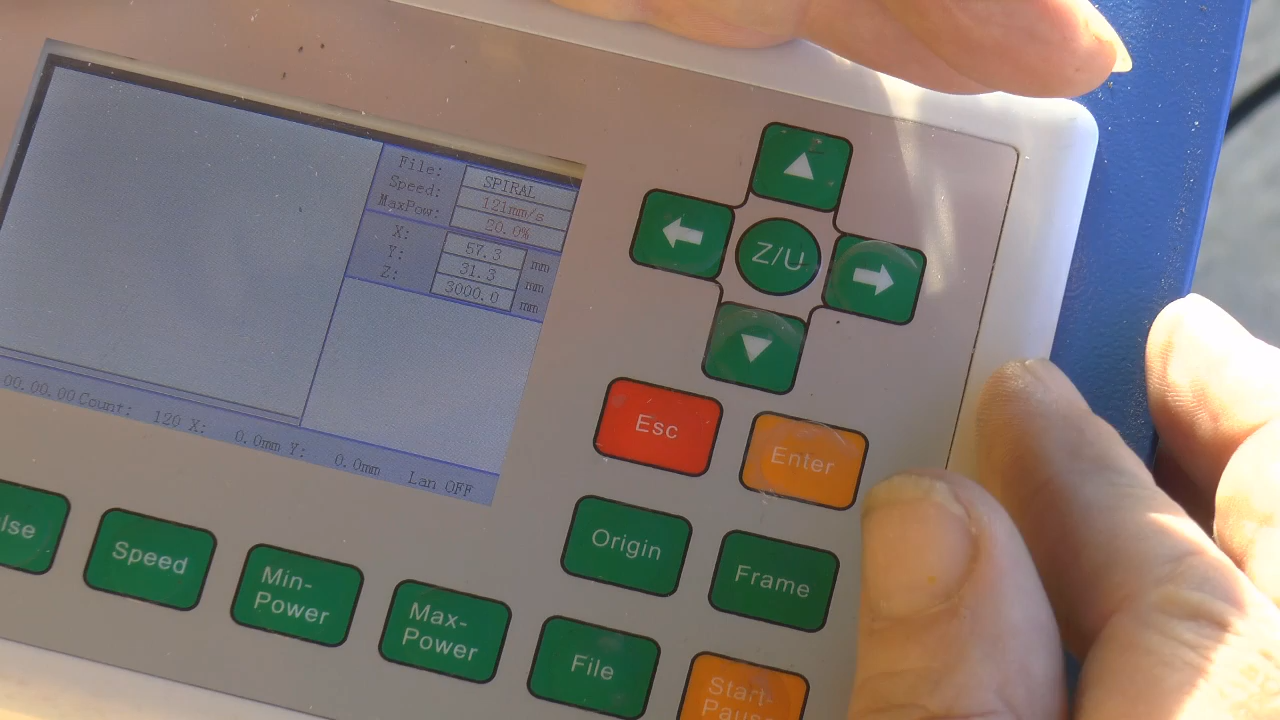 File: SPIRAL
Speed: 121mm/s
MaxPow: 20.0%
X: 57.3 mm
Y: 31.3 mm
Z: 3000.0 mm
00.00.00 Count: 120 X: 0.0mm Y: 0.0mm Lan OFF
Z/U
Esc
Enter
Origin
Frame
lse
Speed
Min-
Power
Max-
Power
File
Start-
Paus